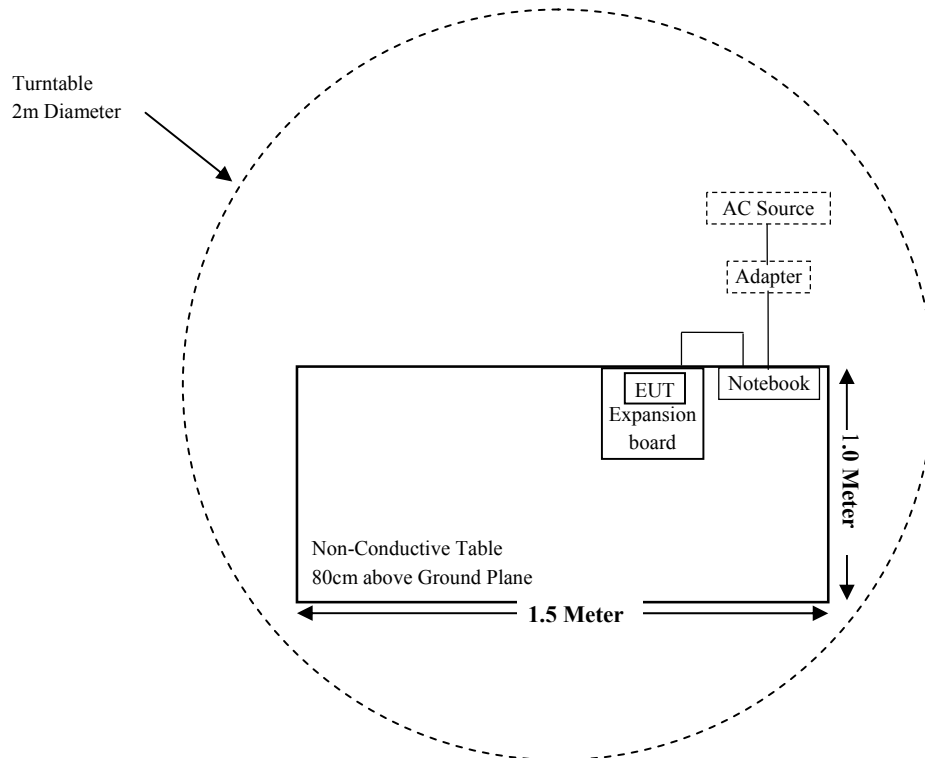 Turntable
2m Diameter
AC Source
Adapter
EUT
Notebook
Expansion
board
1.0 Meter
Non-Conductive Table
80cm above Ground Plane
1.5 Meter